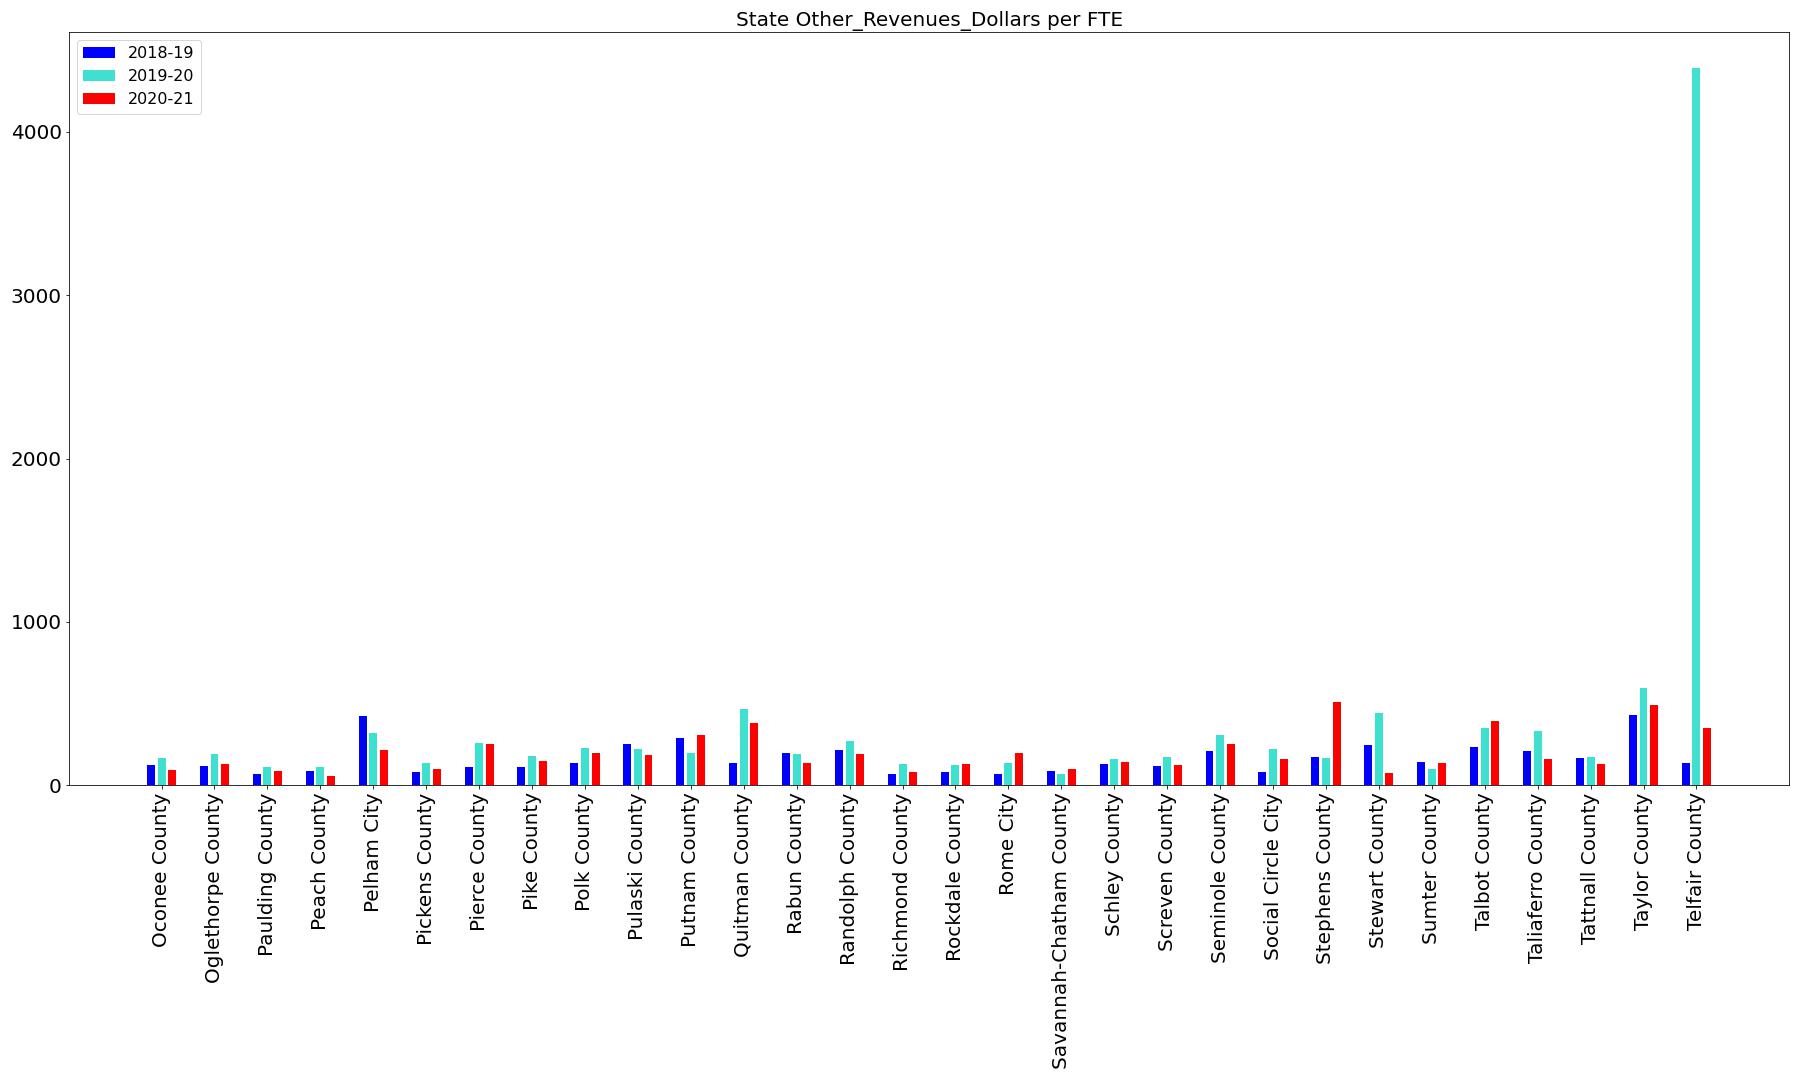 State Other_Revenues_Dollars per FTE
2018-19
2019-20
2020-21
4000
3000
2000
1000
0
Oconee County
Oglethorpe County
Paulding County
Peach County
Pelham City
Pickens County
Pierce County
Pike County
Polk County
Pulaski County
Putnam County
Quitman County
Rabun County
Randolph County
Richmond County
Rockdale County
Rome City
Savannah-Chatham County
Schley County
Screven County
Seminole County
Social Circle City
Stephens County
Stewart County
Sumter County
Talbot County
Taliaferro County
Tattnall County
Taylor County
Telfair County